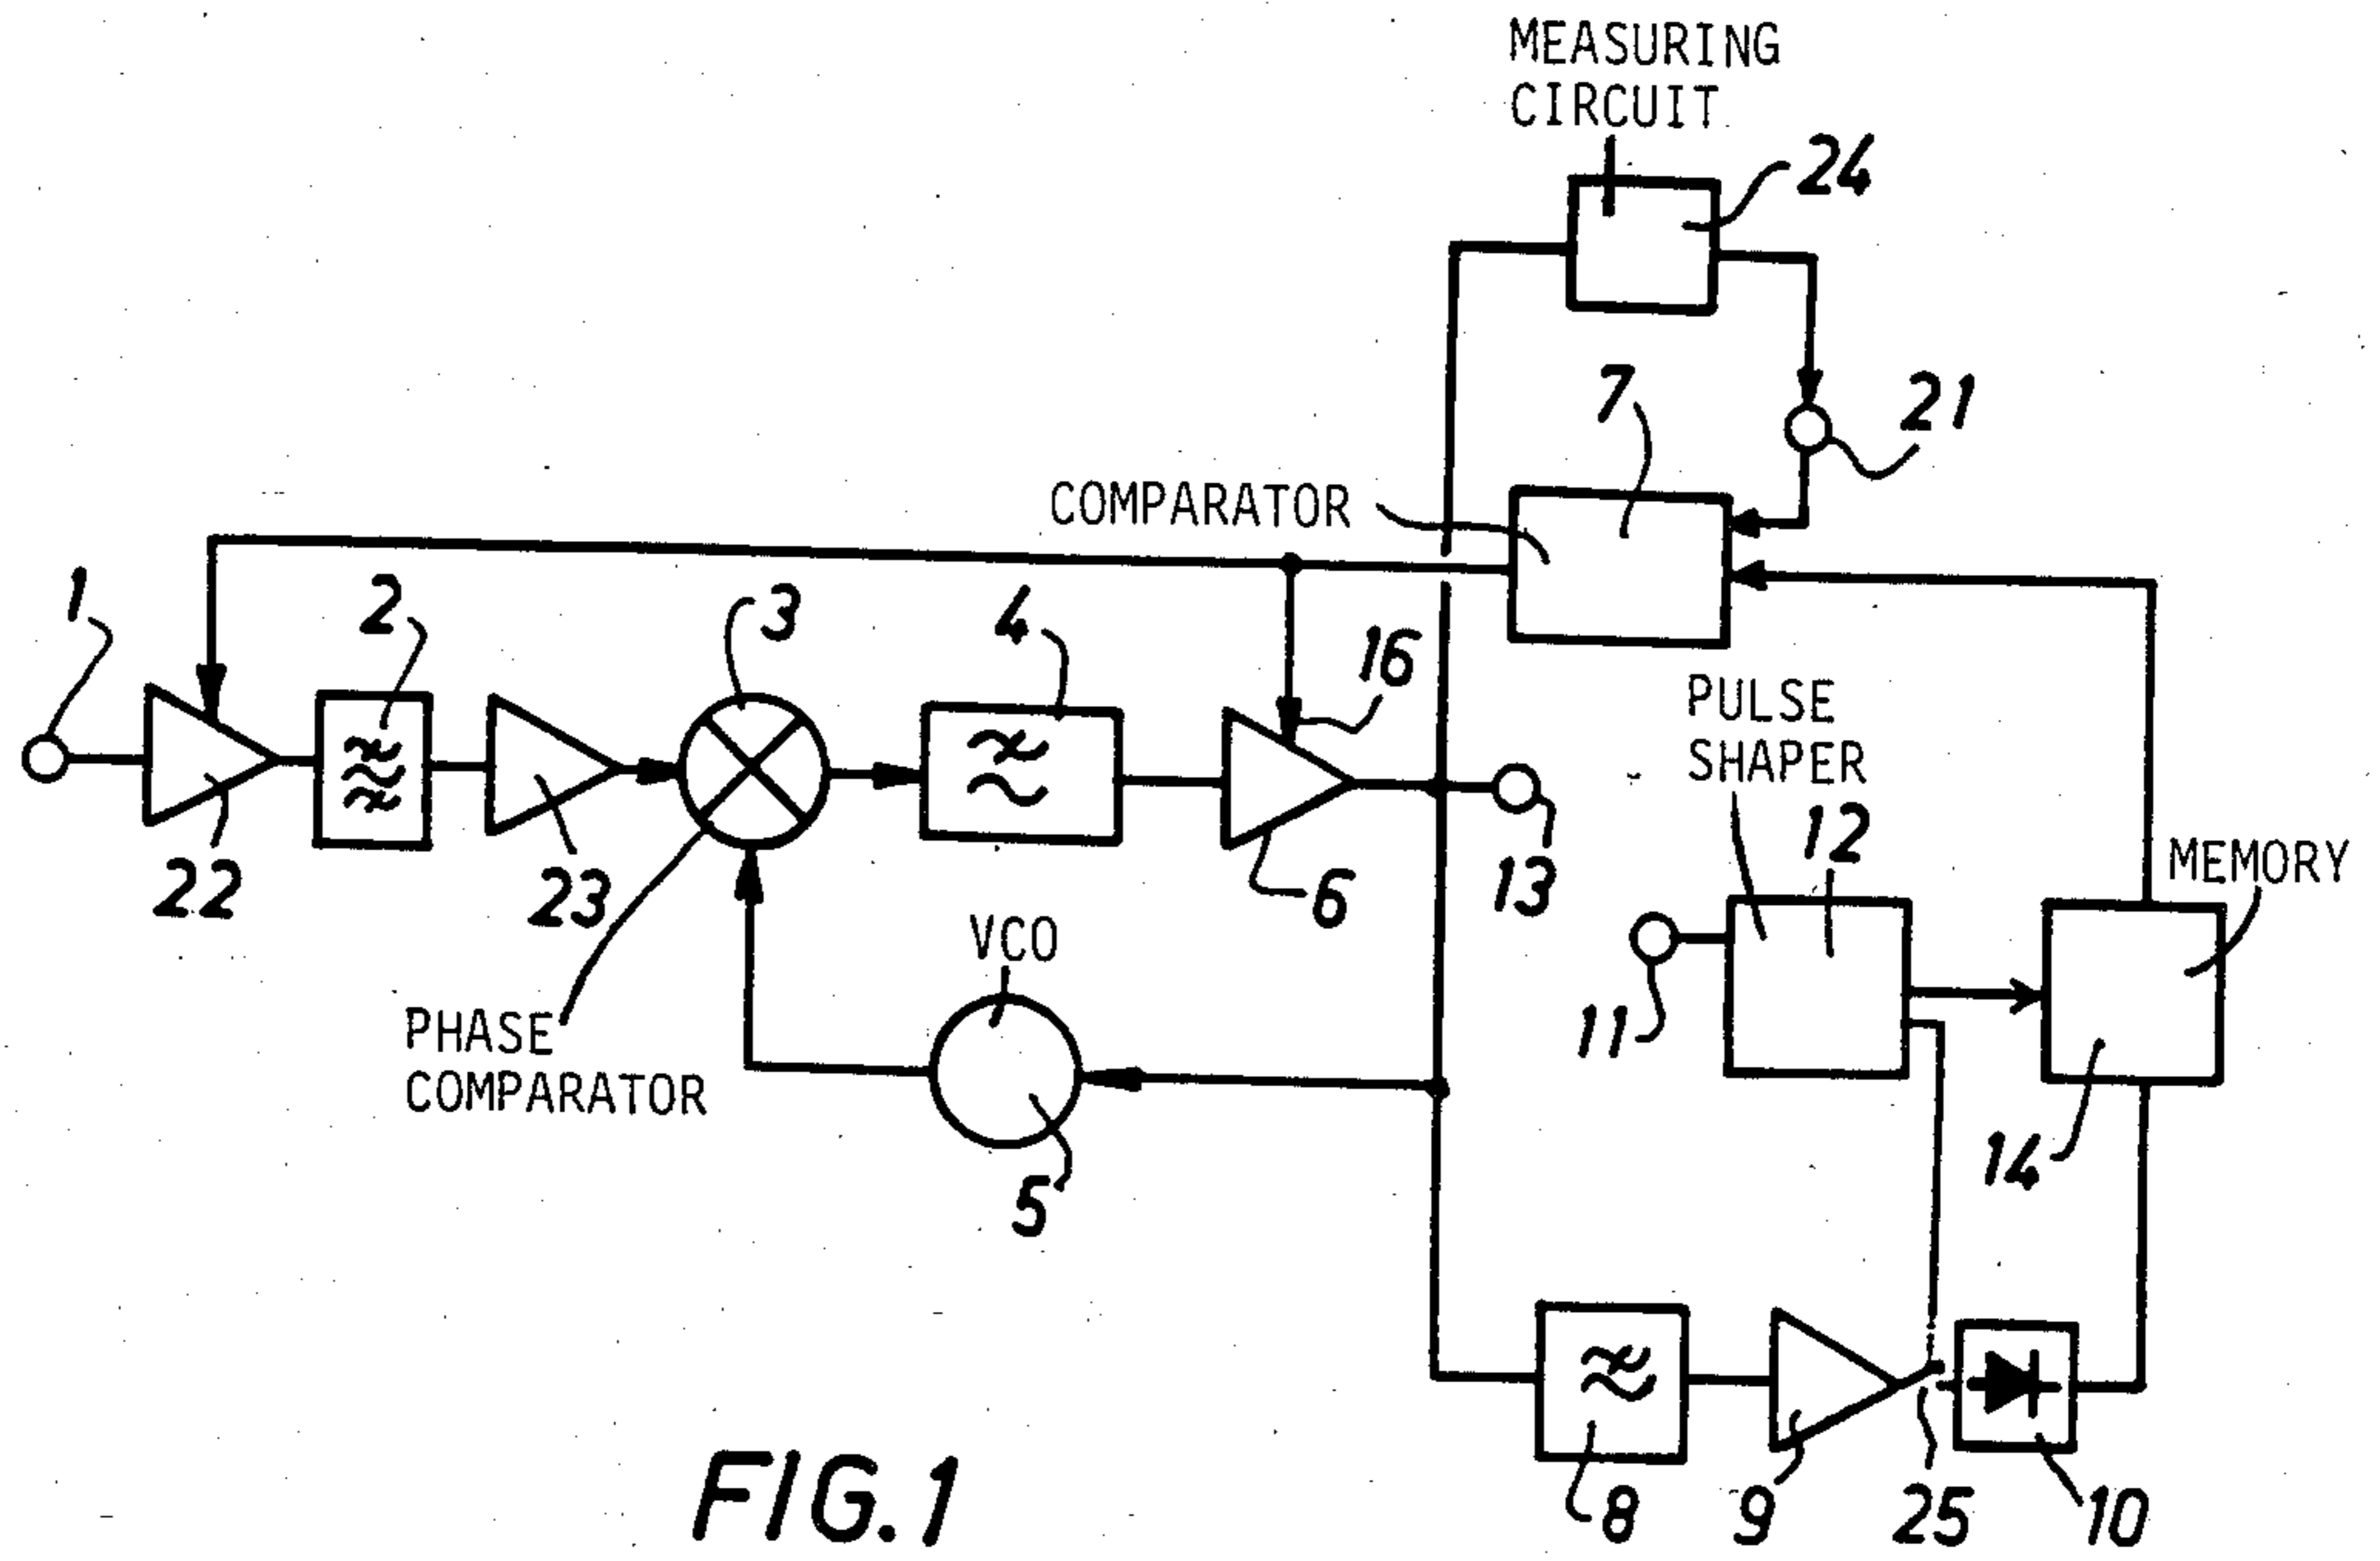 MEASURING
CIRCUIT
24
7
21
COMPARATOR
1
2
3
4
16
PULSE
SHAPER
12
MEMORY
22
23
6
13
VCO
11
PHASE
COMPARATOR
5
14
8
9
25
10
FIG.1